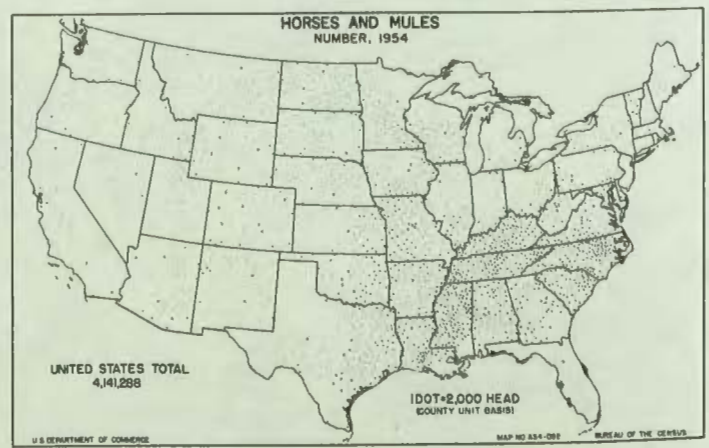 HORSES AND MULES
NUMBER, 1954
UNITED STATES TOTAL
4,141,288
1 DOT=2,000 HEAD
(COUNTY UNIT BASIS)
U.S. DEPARTMENT OF COMMERCE
MAP NO. A54-092
BUREAU OF THE CENSUS